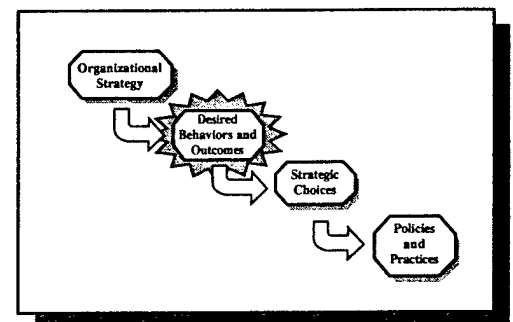 Organizational
Strategy
Desired
Behaviors and
Outcomes
Strategic
Choices
Policies
and
Practices